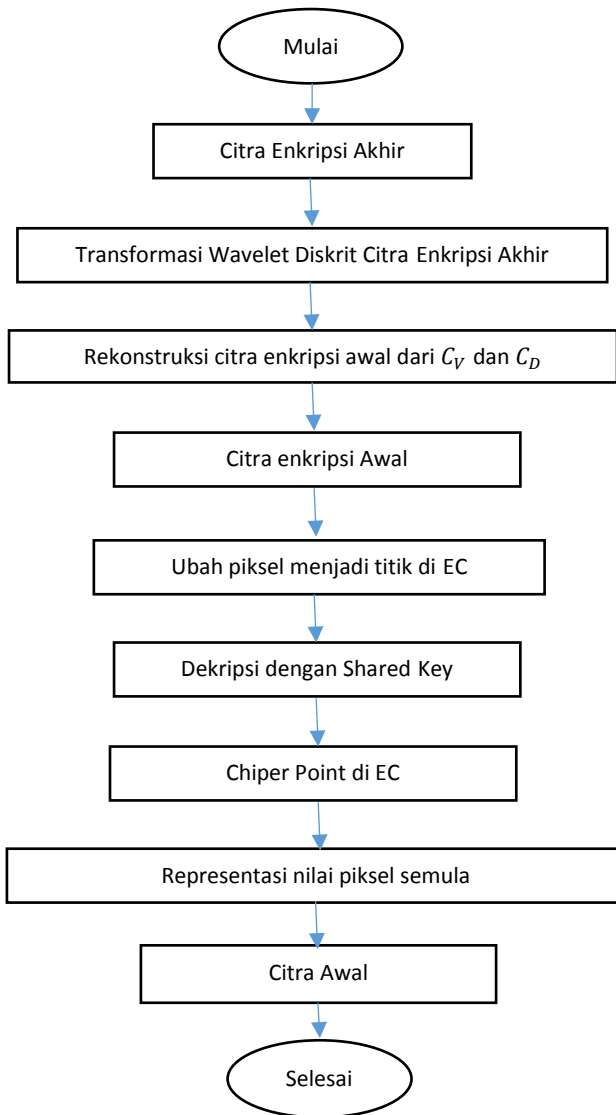 Mulai
Citra Enkripsi Akhir
Transformasi Wavelet Diskrit Citra Enkripsi Akhir
Rekonstruksi citra enkripsi awal dari $C_V$ dan $C_D$
Citra enkripsi Awal
Ubah piksel menjadi titik di EC
Dekripsi dengan Shared Key
Chiper Point di EC
Representasi nilai piksel semula
Citra Awal
Selesai